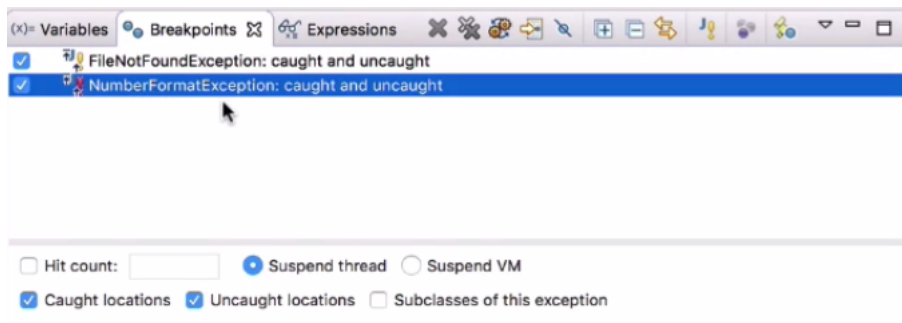 (x)= Variables Breakpoints Expressions
FileNotFoundException: caught and uncaught
NumberFormatException: caught and uncaught
Hit count: Suspend thread Suspend VM
Caught locations Uncaught locations Subclasses of this exception